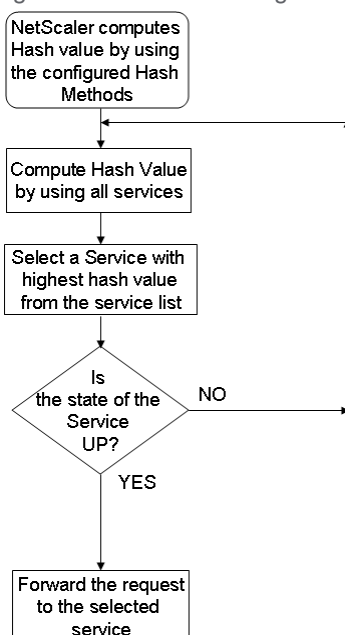 NetScaler computes
Hash value by using
the configured Hash
Methods
Compute Hash Value
by using all services
Select a Service with
highest hash value
from the service list
Is
the state of the
Service
UP?
NO
YES
Forward the request
to the selected
service